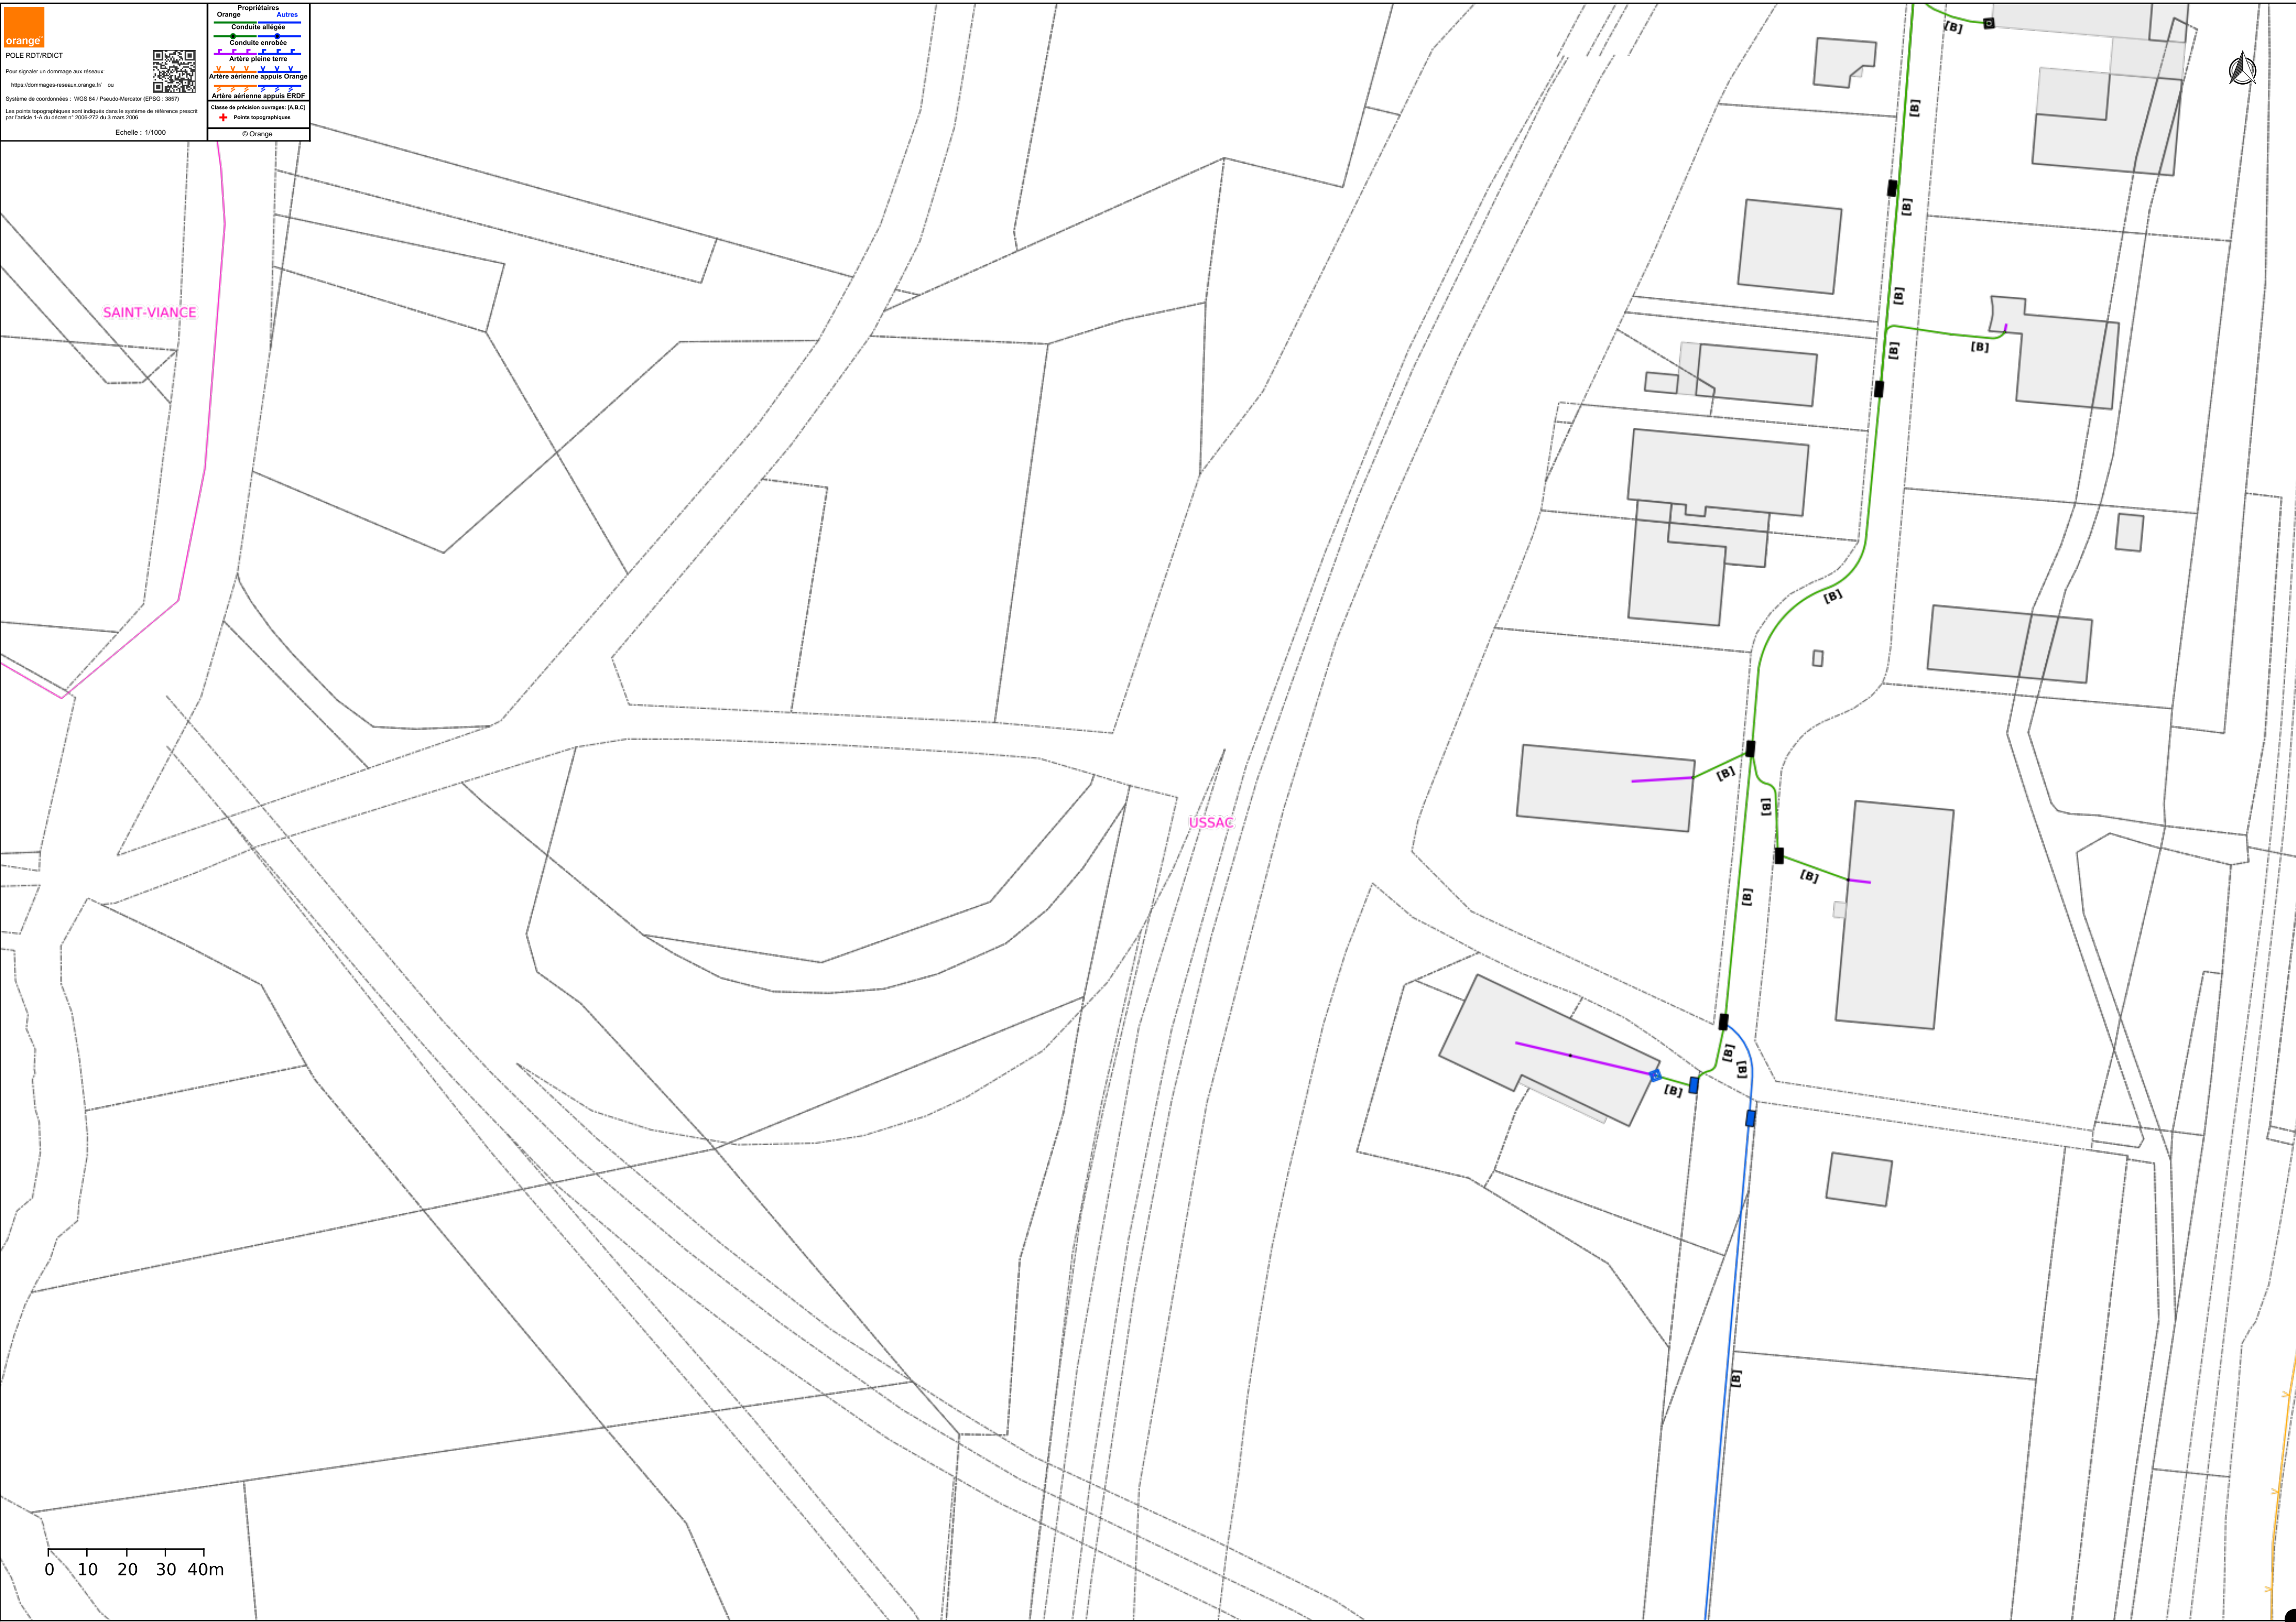 orange™
POLE RDT/RDICT
Pour signaler un dommage aux réseaux:
https://dommages-reseaux.orange.fr/ ou
Système de coordonnées : WGS 84 / Pseudo-Mercator (EPSG : 3857)
Les points topographiques sont indiqués dans le système de référence prescrit
par l'article 1-A du décret n° 2006-272 du 3 mars 2006
Echelle : 1/1000
Propriétaires
Orange Autres
Conduite allégée
Conduite enrobée
Artère pleine terre
Artère aérienne appuis Orange
Artère aérienne appuis ERDF
Classe de précision ouvrages: [A,B,C]
Points topographiques
© Orange
[B]
[B]
[B]
[B]
SAINT-VIANCE
[B]
[B]
[B]
[B]
[B]
USSAC
[B]
[B]
[B]
[B]
[B]
[B]
0 10 20 30 40m